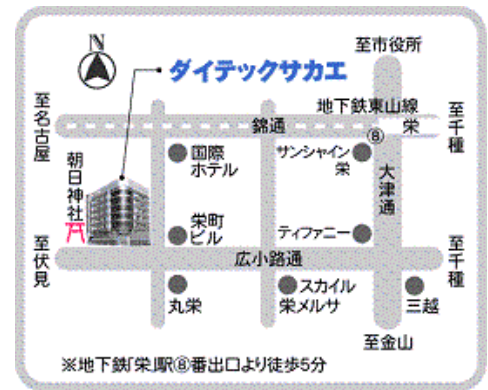 N
ダイテックサカエ
至市役所
至名古屋
地下鉄東山線
錦通
⑧
栄
至千種
朝日神社
国際
ホテル
サンシャイン
栄
大津通
栄町
ビル
ティファニー
至伏見
広小路通
至千種
丸栄
スカイル
栄メルサ
三越
至金山
※地下鉄「栄」駅⑧番出口より徒歩5分